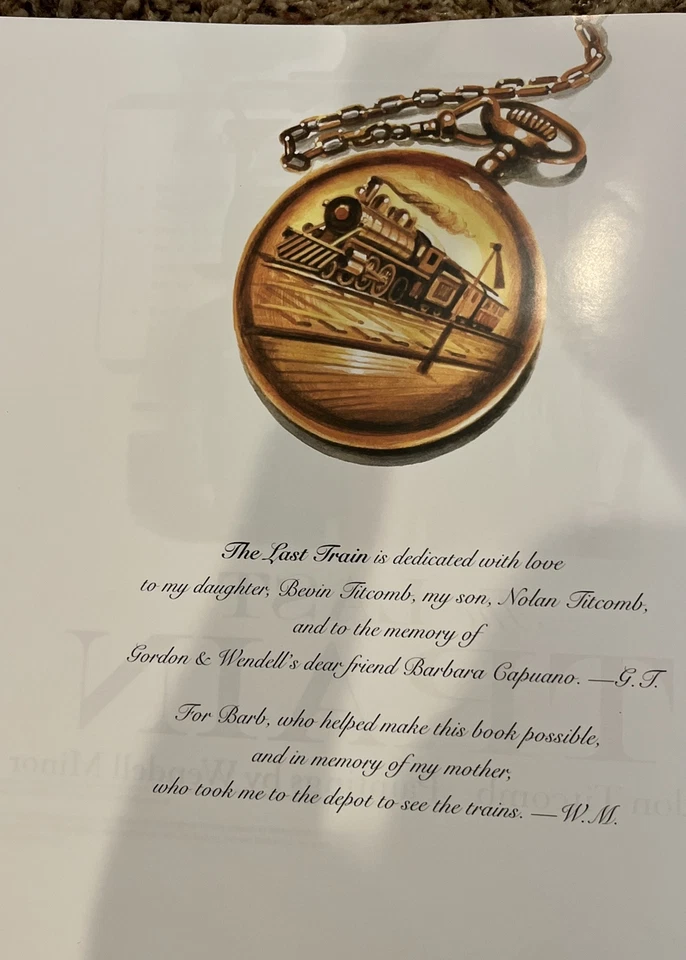 The Last Train is dedicated with love
to my daughter, Bevin Titcomb, my son, Nolan Titcomb,
and to the memory of
Gordon & Wendell's dear friend Barbara Capuano. —G.T.
For Barb, who helped make this book possible,
and in memory of my mother,
who took me to the depot to see the trains. —W.M.